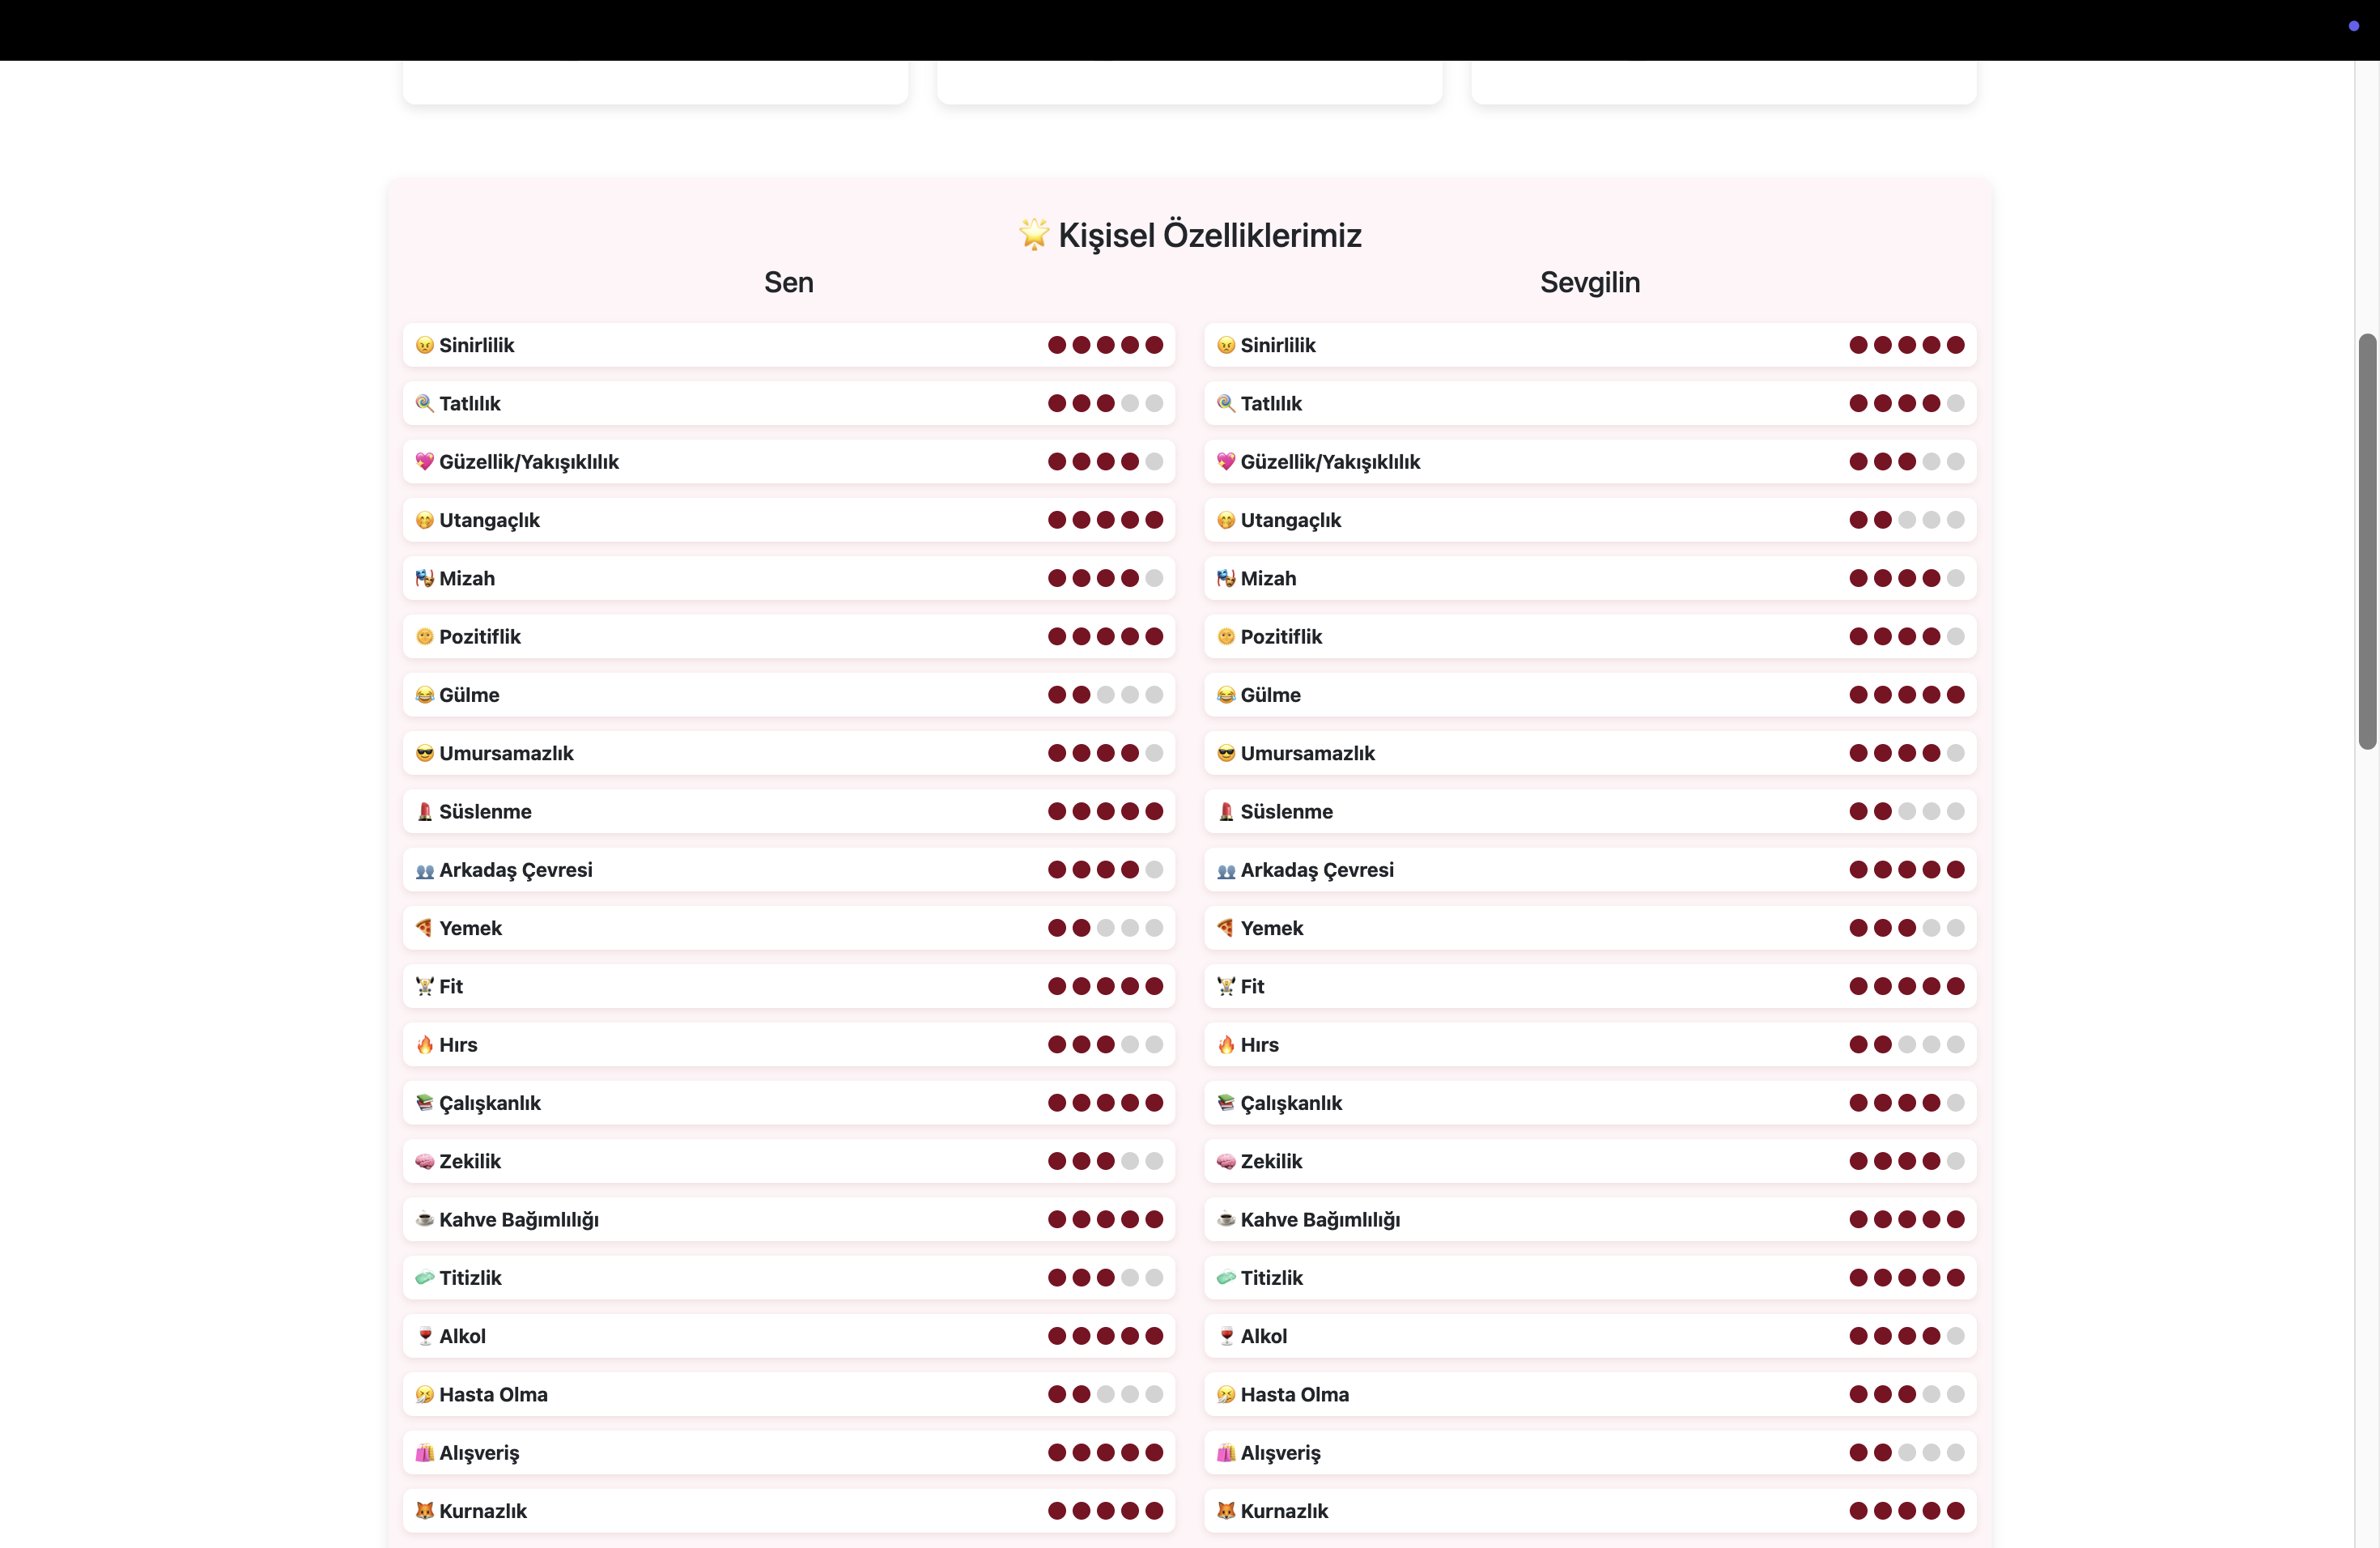 🌟 Kişisel Özelliklerimiz
Sen
😠 Sinirlilik
🍭 Tatlılık
💖 Güzellik/Yakışıklılık
🤭 Utangaçlık
🎭 Mizah
🌞 Pozitiflik
😂 Gülme
😎 Umursamazlık
💄 Süslenme
👥 Arkadaş Çevresi
🍕 Yemek
🏋️ Fit
🔥 Hırs
📚 Çalışkanlık
🧠 Zekilik
☕ Kahve Bağımlılığı
🧼 Titizlik
🍷 Alkol
🤧 Hasta Olma
🛍️ Alışveriş
🦊 Kurnazlık
Sevgilin
😠 Sinirlilik
🍭 Tatlılık
💖 Güzellik/Yakışıklılık
🤭 Utangaçlık
🎭 Mizah
🌞 Pozitiflik
😂 Gülme
😎 Umursamazlık
💄 Süslenme
👥 Arkadaş Çevresi
🍕 Yemek
🏋️ Fit
🔥 Hırs
📚 Çalışkanlık
🧠 Zekilik
☕ Kahve Bağımlılığı
🧼 Titizlik
🍷 Alkol
🤧 Hasta Olma
🛍️ Alışveriş
🦊 Kurnazlık